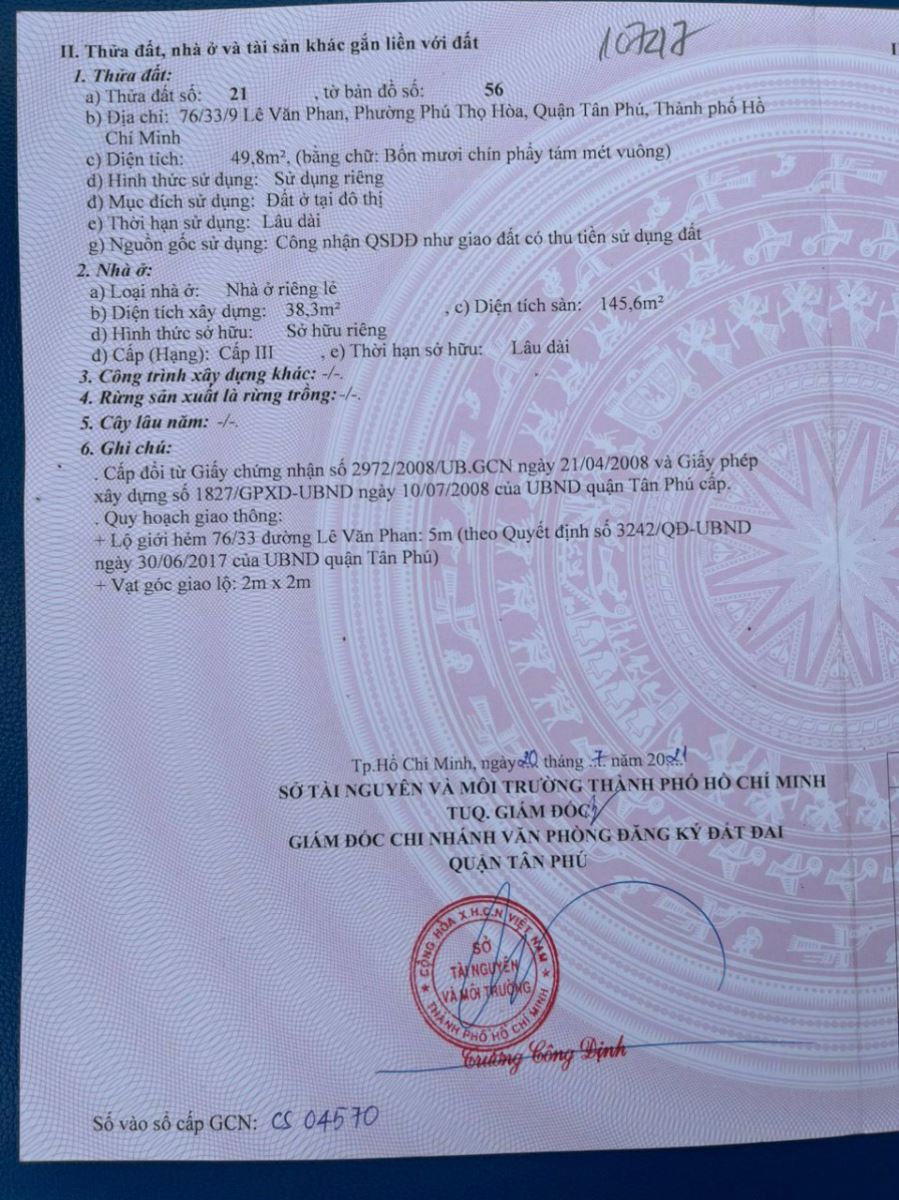 107217
II. Thửa đất, nhà ở và tài sản khác gắn liền với đất
1. Thửa đất:
a) Thửa đất số: 21 , tờ bản đồ số: 56
b) Địa chỉ: 76/33/9 Lê Văn Phan, Phường Phú Thọ Hòa, Quận Tân Phú, Thành phố Hồ
Chí Minh
c) Diện tích: 49,8m², (bằng chữ: Bốn mươi chín phẩy tám mét vuông)
d) Hình thức sử dụng: Sử dụng riêng
đ) Mục đích sử dụng: Đất ở tại đô thị
e) Thời hạn sử dụng: Lâu dài
g) Nguồn gốc sử dụng: Công nhận QSDĐ như giao đất có thu tiền sử dụng đất
2. Nhà ở:
a) Loại nhà ở: Nhà ở riêng lẻ
b) Diện tích xây dựng: 38,3m² , c) Diện tích sàn: 145,6m²
d) Hình thức sở hữu: Sở hữu riêng
đ) Cấp (Hạng): Cấp III , e) Thời hạn sở hữu: Lâu dài
3. Công trình xây dựng khác: -/-.
4. Rừng sản xuất là rừng trồng: -/-.
5. Cây lâu năm: -/-.
6. Ghi chú:
. Cấp đổi từ Giấy chứng nhận số 2972/2008/UB.GCN ngày 21/04/2008 và Giấy phép
xây dựng số 1827/GPXD-UBND ngày 10/07/2008 của UBND quận Tân Phú cấp.
. Quy hoạch giao thông:
+ Lộ giới hẻm 76/33 đường Lê Văn Phan: 5m (theo Quyết định số 3242/QĐ-UBND
ngày 30/06/2017 của UBND quận Tân Phú)
+ Vạt góc giao lộ: 2m x 2m
Tp.Hồ Chí Minh, ngày 20 tháng 7 năm 2021
SỞ TÀI NGUYÊN VÀ MÔI TRƯỜNG THÀNH PHỐ HỒ CHÍ MINH
TUQ. GIÁM ĐỐC
GIÁM ĐỐC CHI NHÁNH VĂN PHÒNG ĐĂNG KÝ ĐẤT ĐAI
QUẬN TÂN PHÚ
CỘNG HÒA X.H.C.N VIỆT NAM
SỞ
TÀI NGUYÊN
VÀ MÔI TRƯỜNG
THÀNH PHỐ HỒ CHÍ MINH
Trương Công Định
Số vào sổ cấp GCN: CS 04570